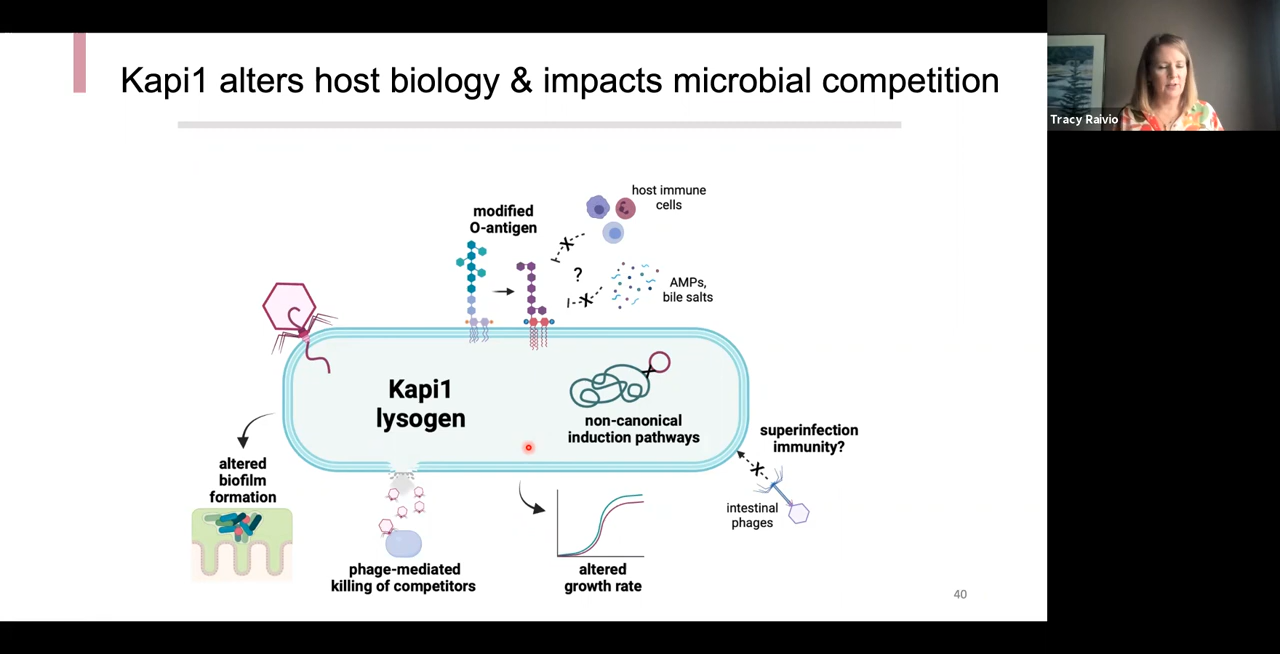 Kapi1 alters host biology & impacts microbial competition
Tracy Raivio
host immune
cells
modified
O-antigen
?
AMPs,
bile salts
Kapi1
lysogen
non-canonical
induction pathways
superinfection
immunity?
altered
biofilm
formation
intestinal
phages
phage-mediated
killing of competitors
altered
growth rate
40